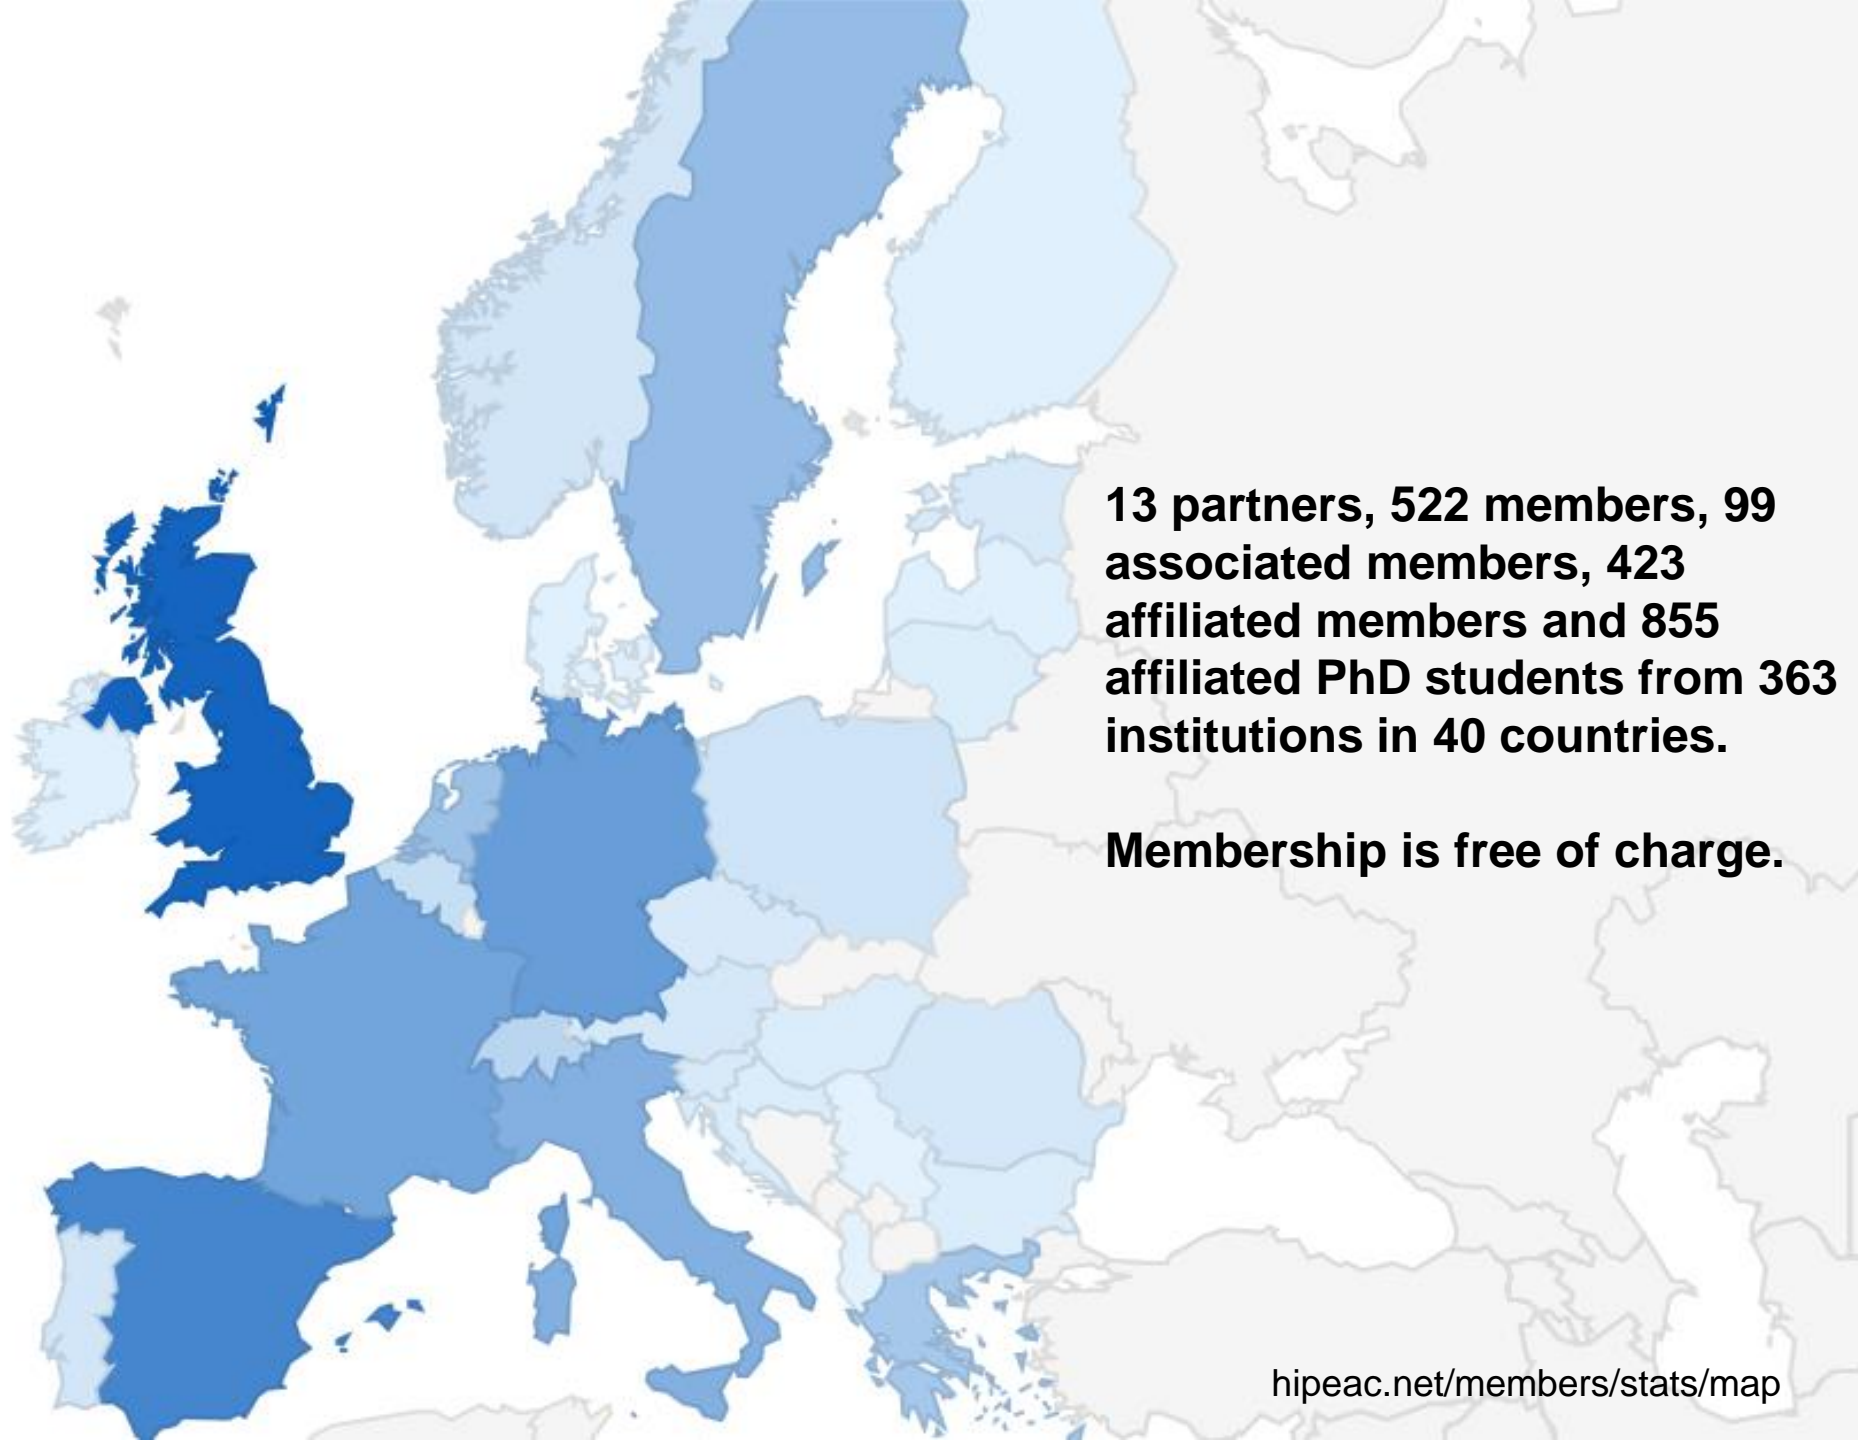 13 partners, 522 members, 99
associated members, 423
affiliated members and 855
affiliated PhD students from 363
institutions in 40 countries.
Membership is free of charge.
hipeac.net/members/stats/map